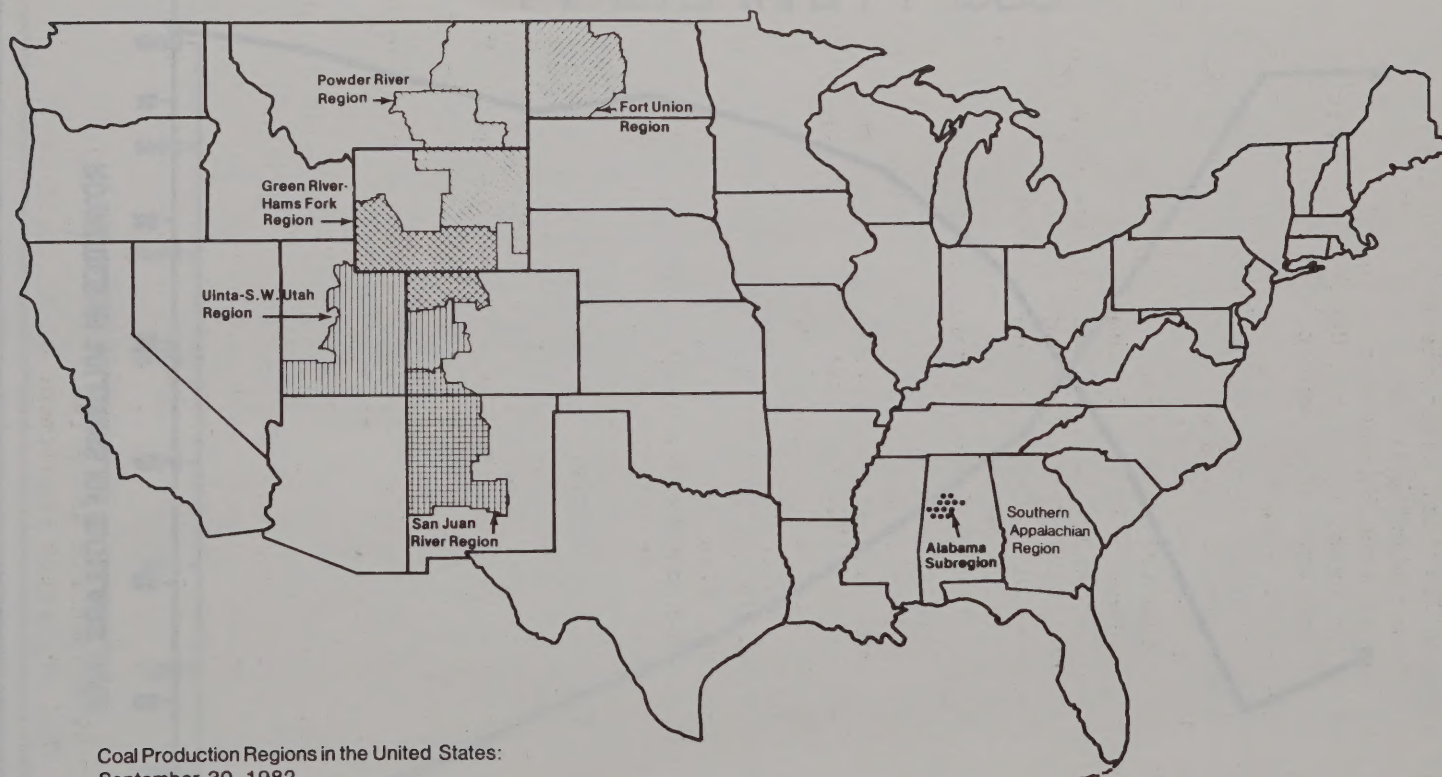 Powder River
Region
Fort Union
Region
Green River-
Hams Fork
Region
Uinta-S.W.Utah
Region
San Juan
River Region
Southern
Appalachian
Region
Alabama
Subregion
Coal Production Regions in the United States:
September 30, 1982